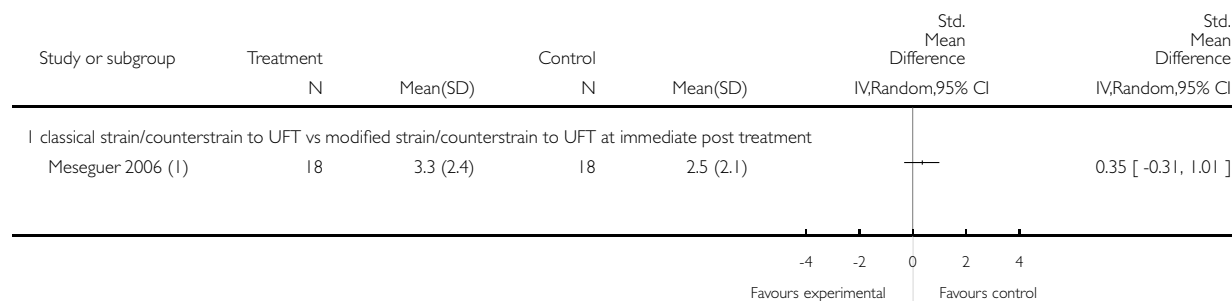 Std.
Mean
Difference
Std.
Mean
Difference
Study or subgroup Treatment Control
N Mean(SD) N Mean(SD) IV,Random,95% CI IV,Random,95% CI
1 classical strain/counterstrain to UFT vs modified strain/counterstrain to UFT at immediate post treatment
Meseguer 2006 (1) 18 3.3 (2.4) 18 2.5 (2.1) 0.35 [ -0.31, 1.01 ]
-4 -2 0 2 4
Favours experimental Favours control